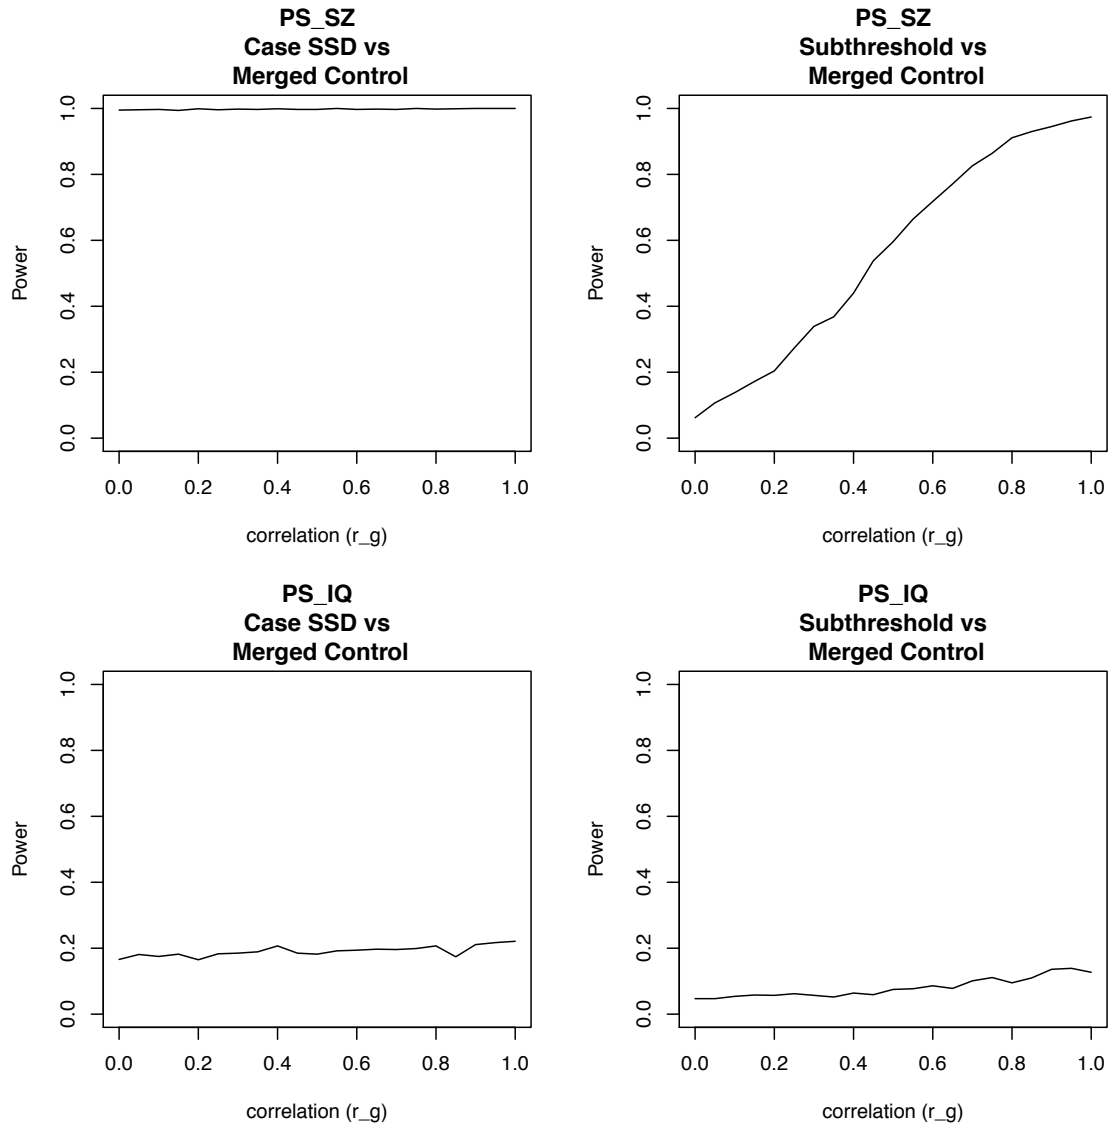 PS_SZ
Case SSD vs
Merged Control
1.0
0.8
0.6
0.4
0.2
0.0
Power
0.0 0.2 0.4 0.6 0.8 1.0
correlation (r_g)
PS_SZ
Subthreshold vs
Merged Control
1.0
0.8
0.6
0.4
0.2
0.0
Power
0.0 0.2 0.4 0.6 0.8 1.0
correlation (r_g)
PS_IQ
Case SSD vs
Merged Control
1.0
0.8
0.6
0.4
0.2
0.0
Power
0.0 0.2 0.4 0.6 0.8 1.0
correlation (r_g)
PS_IQ
Subthreshold vs
Merged Control
1.0
0.8
0.6
0.4
0.2
0.0
Power
0.0 0.2 0.4 0.6 0.8 1.0
correlation (r_g)